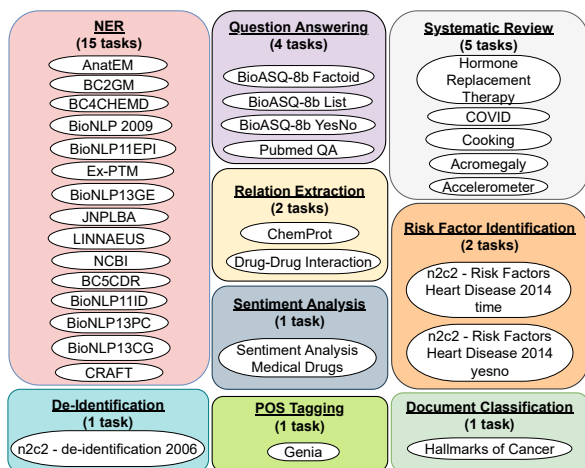 NER
(15 tasks)
AnatEM
BC2GM
BC4CHEMD
BioNLP 2009
BioNLP11EPI
Ex-PTM
BioNLP13GE
JNPLBA
LINNAEUS
NCBI
BC5CDR
BioNLP11ID
BioNLP13PC
BioNLP13CG
CRAFT
Question Answering
(4 tasks)
BioASQ-8b Factoid
BioASQ-8b List
BioASQ-8b YesNo
Pubmed QA
Systematic Review
(5 tasks)
Hormone
Replacement
Therapy
COVID
Cooking
Acromegaly
Accelerometer
Relation Extraction
(2 tasks)
ChemProt
Drug-Drug Interaction
Risk Factor Identification
(2 tasks)
n2c2 - Risk Factors
Heart Disease 2014
time
n2c2 - Risk Factors
Heart Disease 2014
yesno
Sentiment Analysis
(1 task)
Sentiment Analysis
Medical Drugs
De-Identification
(1 task)
n2c2 - de-identification 2006
POS Tagging
(1 task)
Genia
Document Classification
(1 task)
Hallmarks of Cancer